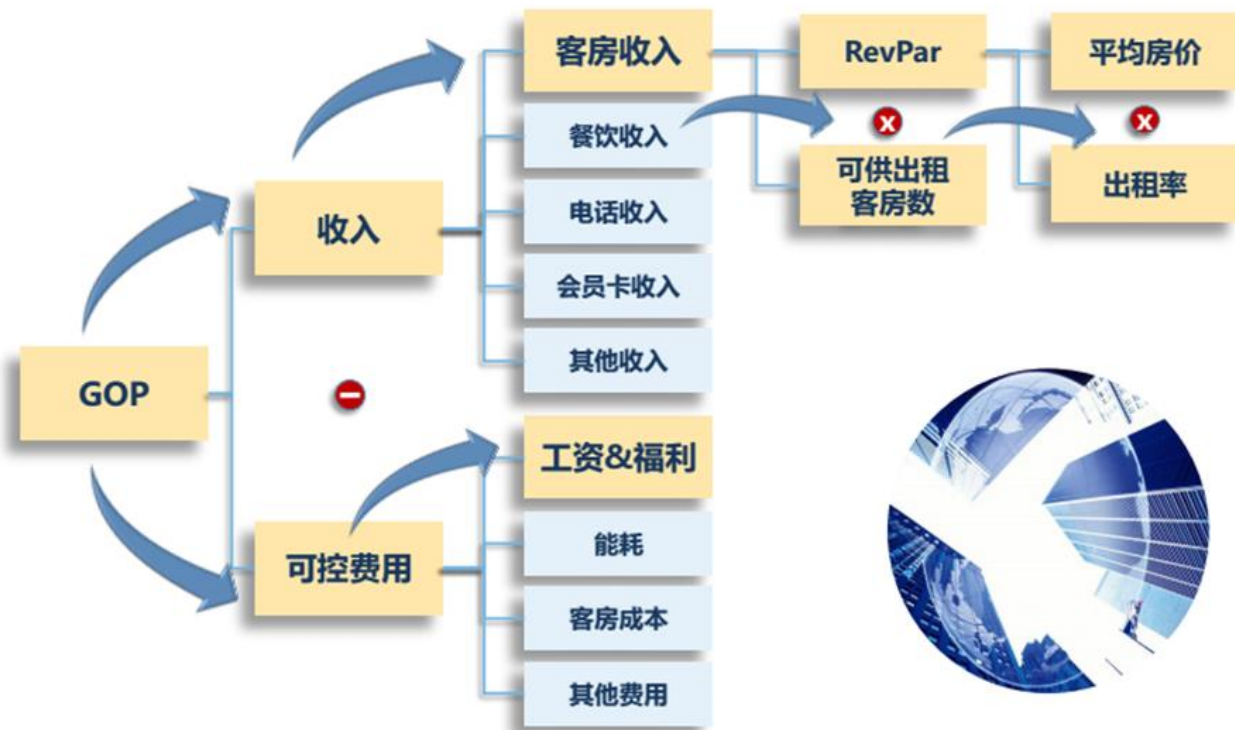 客房收入
RevPar
平均房价
餐饮收入
X
X
可供出租
客房数
出租率
收入
电话收入
会员卡收入
其他收入
GOP
工资&福利
可控费用
能耗
客房成本
其他费用